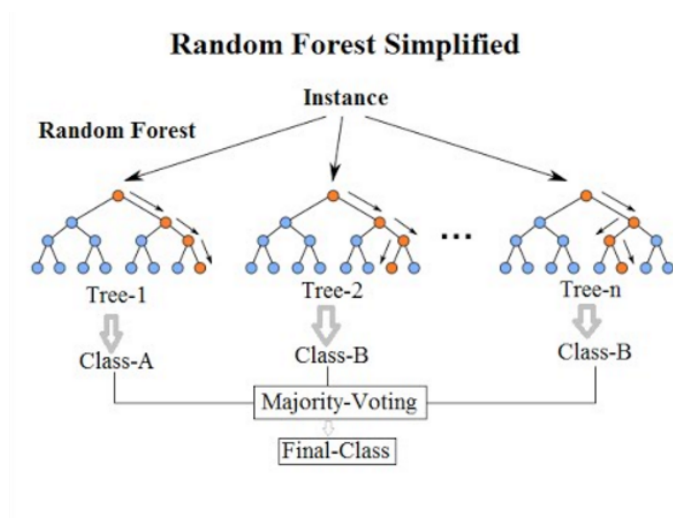 Random Forest Simplified
Instance
Random Forest
...
Tree-1
Tree-2
Tree-n
Class-A
Class-B
Class-B
Majority-Voting
Final-Class